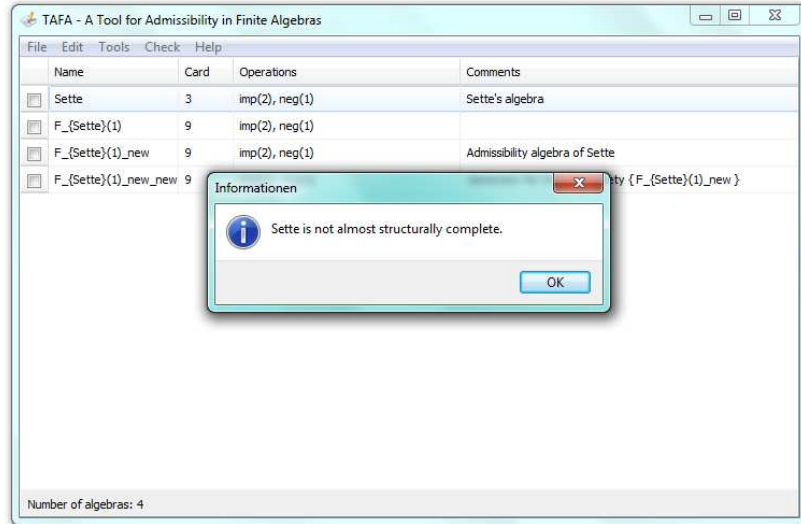 TAFA - A Tool for Admissibility in Finite Algebras
File Edit Tools Check Help
Name Card Operations Comments
Sette 3 imp(2), neg(1) Sette's algebra
F_{Sette}(1) 9 imp(2), neg(1)
F_{Sette}(1)_new 9 imp(2), neg(1) Admissibility algebra of Sette
F_{Sette}(1)_new_new 9 { F_{Sette}(1)_new }
Informationen
Sette is not almost structurally complete.
OK
Number of algebras: 4